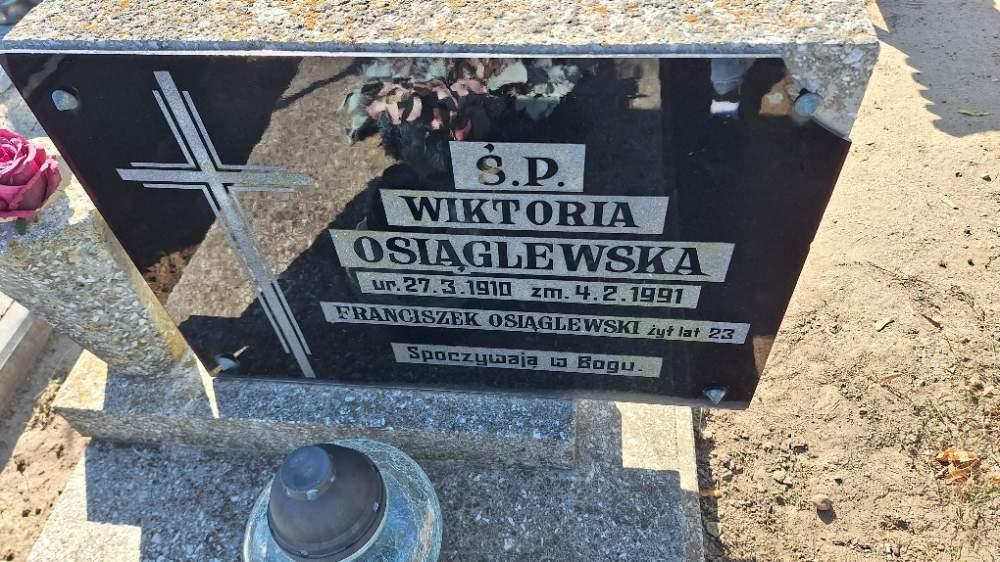 Ś.P.
WIKTORIA
OSIĄGLEWSKA
ur. 27.3.1910 zm. 4.2.1991
FRANCISZEK OSIĄGLEWSKI żył lat 23
Spoczywają w Bogu.